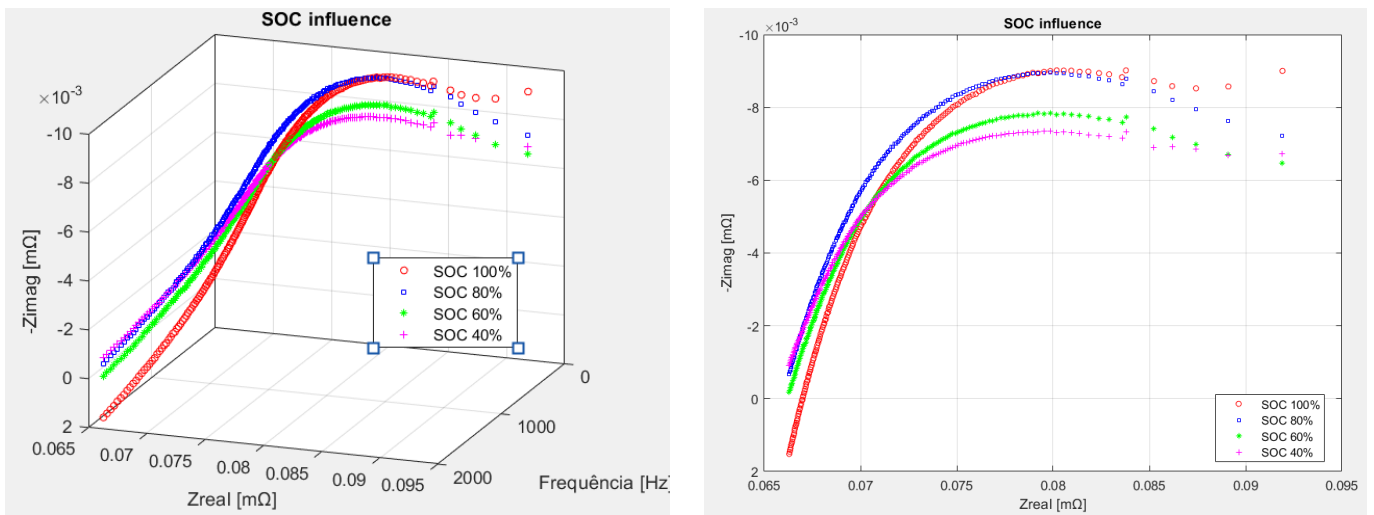 SOC influence
×10⁻³
-10
-8
-6
-4
-2
0
2
-Zimag [mΩ]
0.065
0.07
0.075
0.08
0.085
0.09
0.095
Zreal [mΩ]
0
1000
2000
Frequência [Hz]
SOC 100%
SOC 80%
SOC 60%
SOC 40%
SOC influence
×10⁻³
-10
-8
-6
-4
-2
0
2
-Zimag [mΩ]
0.065
0.07
0.075
0.08
0.085
0.09
0.095
Zreal [mΩ]
SOC 100%
SOC 80%
SOC 60%
SOC 40%